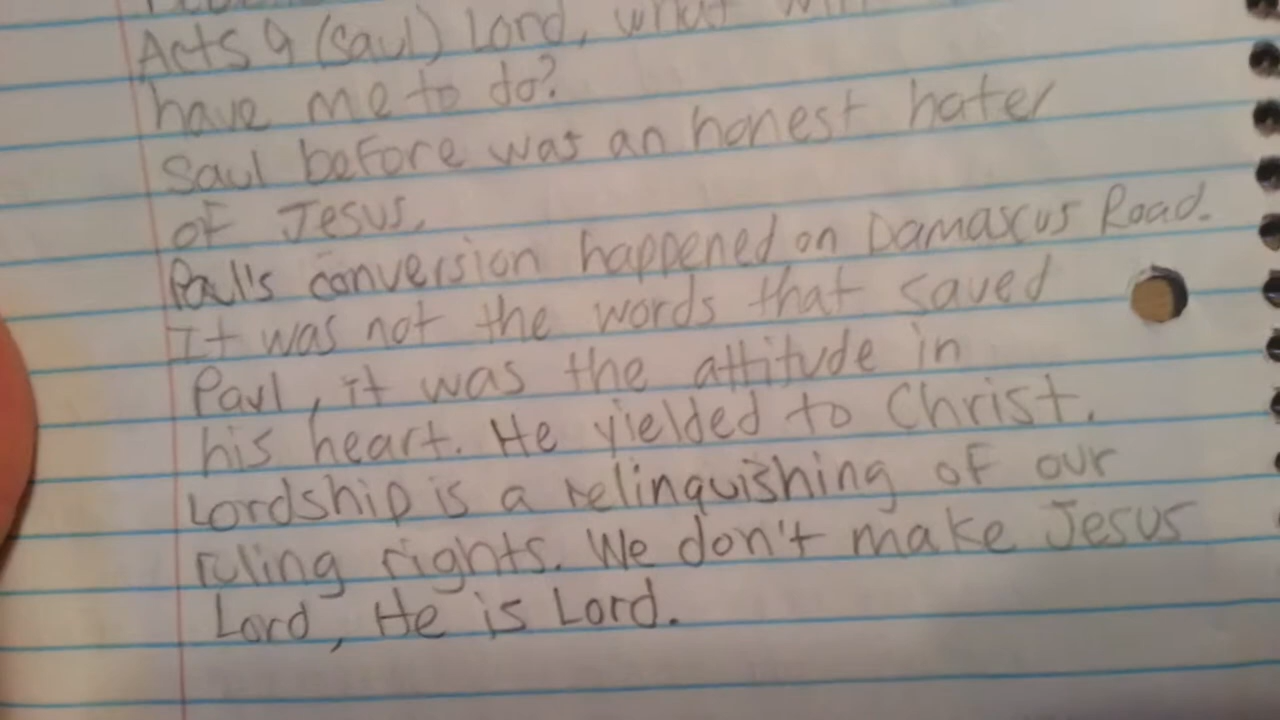 Acts 9 (Saul) Lord, what
have me to do?
Saul before was an honest hater
of Jesus.
Paul's conversion happened on Damascus Road.
It was not the words that saved
Paul, it was the attitude in
his heart. He yielded to Christ.
Lordship is a relinquishing of our
ruling rights. We don't make Jesus
Lord, He is Lord.